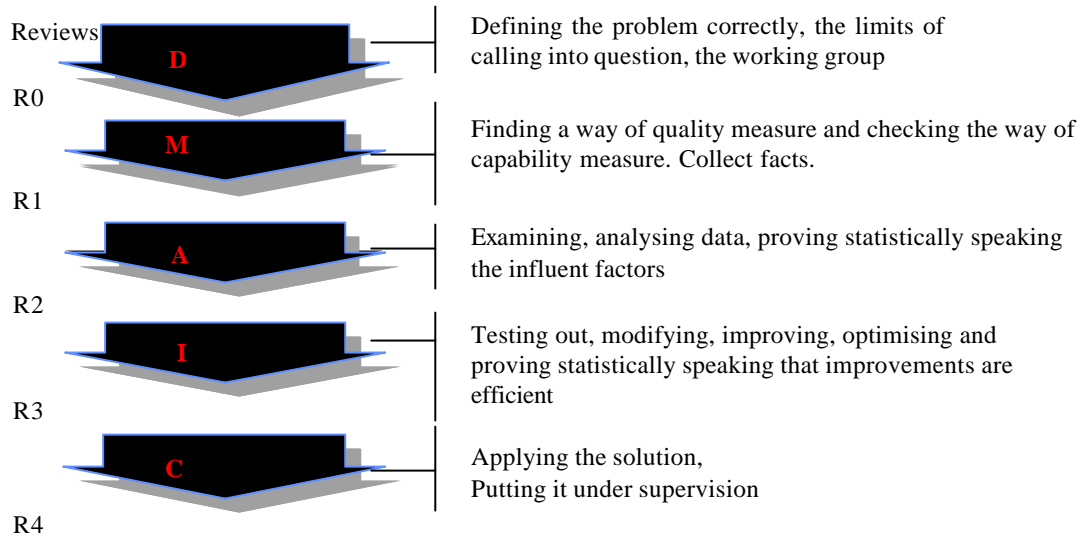 Reviews
D
Defining the problem correctly, the limits of
calling into question, the working group
R0
M
Finding a way of quality measure and checking the way of
capability measure. Collect facts.
R1
A
Examining, analysing data, proving statistically speaking
the influent factors
R2
I
Testing out, modifying, improving, optimising and
proving statistically speaking that improvements are
efficient
R3
C
Applying the solution,
Putting it under supervision
R4